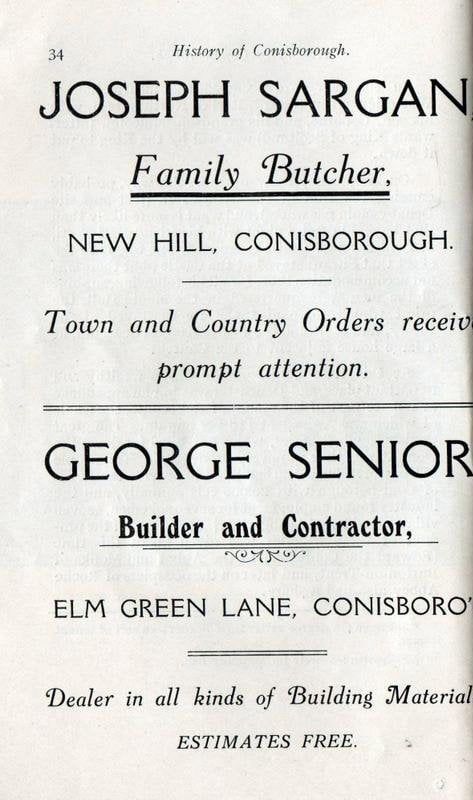 34
History of Conisborough.
JOSEPH SARGAN,
Family Butcher,
NEW HILL, CONISBOROUGH.
Town and Country Orders receiv
prompt attention.
GEORGE SENIOR
Builder and Contractor,
ELM GREEN LANE, CONISBORO'
Dealer in all kinds of Building Material
ESTIMATES FREE.